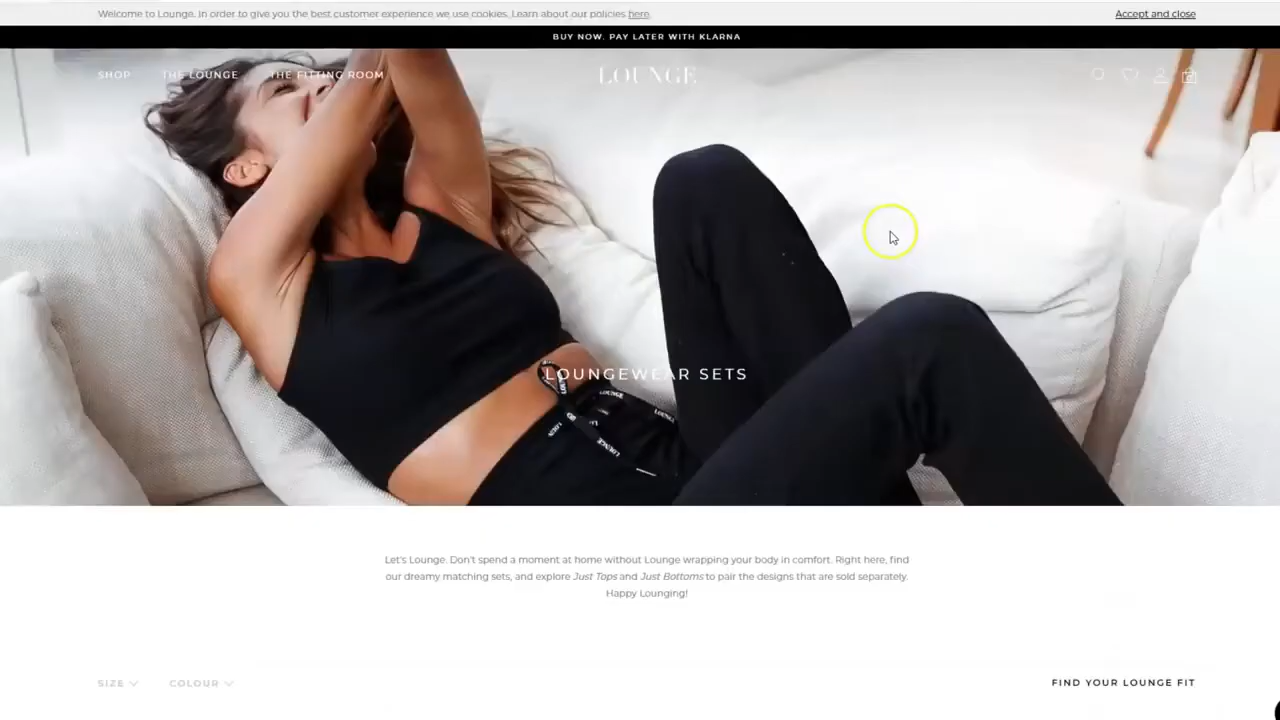 Welcome to Lounge. In order to give you the best customer experience we use cookies. Learn about our policies here.
Accept and close
BUY NOW. PAY LATER WITH KLARNA
SHOP
THE LOUNGE
THE FITTING ROOM
LOUNGE
LOUNGEWEAR SETS
LOUNGE
LOUNGE
LOUNGE
Let's Lounge. Don't spend a moment at home without Lounge wrapping your body in comfort. Right here, find
our dreamy matching sets, and explore Just Tops and Just Bottoms to pair the designs that are sold separately.
Happy Lounging!
SIZE
COLOUR
FIND YOUR LOUNGE FIT